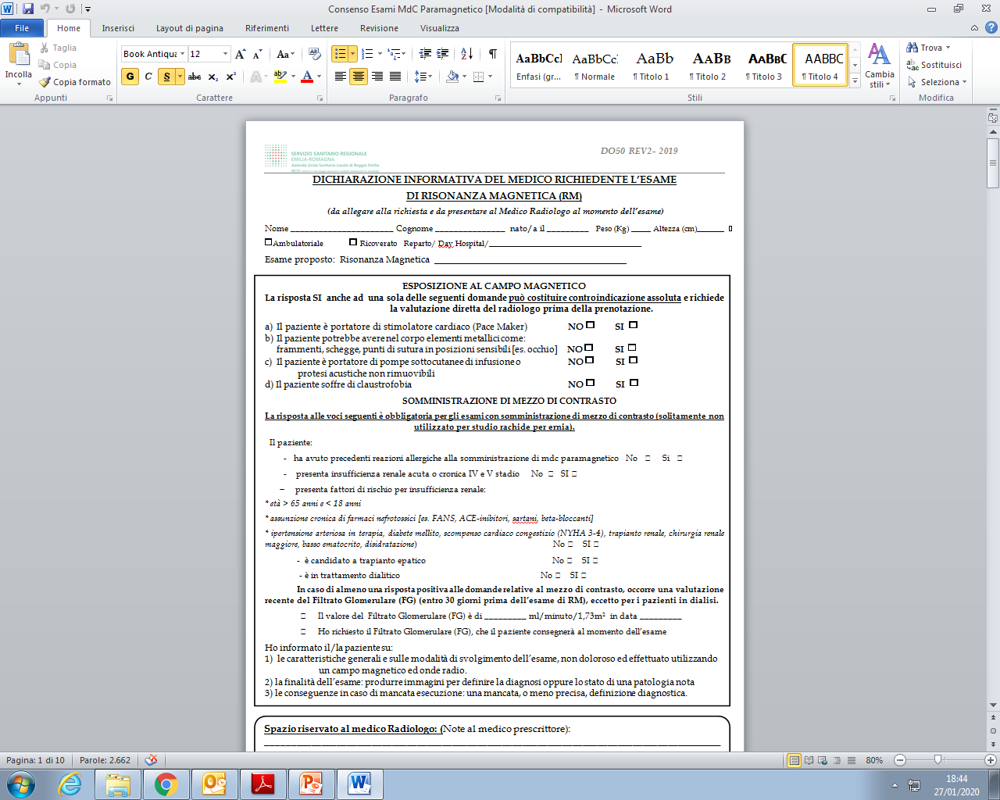 Consenso Esami MdC Paramagnetico [Modalità di compatibilità] - Microsoft Word
File Home Inserisci Layout di pagina Riferimenti Lettere Revisione Visualizza
Incolla
Taglia
Copia
Copia formato
Appunti
Book Antiqua 12
G C S abc x₂ x²
Carattere
Paragrafo
AaBbCcI AaBbCcI AaBb AaBb AaBbC AABBC
Enfasi (gr... ¶ Normale ¶ Titolo 1 ¶ Titolo 2 ¶ Titolo 3 ¶ Titolo 4
Stili
Cambia stili
Trova
Sostituisci
Seleziona
Modifica
SERVIZIO SANITARIO REGIONALE
EMILIA-ROMAGNA
Azienda Unità Sanitaria Locale di Reggio Emilia
DO50 REV2- 2019
DICHIARAZIONE INFORMATIVA DEL MEDICO RICHIEDENTE L'ESAME
DI RISONANZA MAGNETICA (RM)
(da allegare alla richiesta e da presentare al Medico Radiologo al momento dell'esame)
Nome ______________________ Cognome _______________ nato/a il _________ Peso (Kg) _____ Altezza (cm)_______ ▯
□Ambulatoriale □ Ricoverato Reparto/ Day Hospital/___________________________________
Esame proposto: Risonanza Magnetica _________________________________________
ESPOSIZIONE AL CAMPO MAGNETICO
La risposta SI anche ad una sola delle seguenti domande può costituire controindicazione assoluta e richiede
la valutazione diretta del radiologo prima della prenotazione.
a) Il paziente è portatore di stimolatore cardiaco (Pace Maker) NO □ SI □
b) Il paziente potrebbe avere nel corpo elementi metallici come:
frammenti, schegge, punti di sutura in posizioni sensibili [es. occhio] NO □ SI □
c) Il paziente è portatore di pompe sottocutanee di infusione o NO □ SI □
protesi acustiche non rimuovibili
d) Il paziente soffre di claustrofobia NO □ SI □
SOMMINISTRAZIONE DI MEZZO DI CONTRASTO
La risposta alle voci seguenti è obbligatoria per gli esami con somministrazione di mezzo di contrasto (solitamente non
utilizzato per studio rachide per ernia).
Il paziente:
- ha avuto precedenti reazioni allergiche alla somministrazione di mdc paramagnetico No □ Si □
- presenta insufficienza renale acuta o cronica IV e V stadio No □ SI □
– presenta fattori di rischio per insufficienza renale:
* età > 65 anni e < 18 anni
* assunzione cronica di farmaci nefrotossici [es. FANS, ACE-inibitori, sartani, beta-bloccanti]
* ipertensione arteriosa in terapia, diabete mellito, scompenso cardiaco congestizio (NYHA 3-4), trapianto renale, chirurgia renale
maggiore, basso ematocrito, disidratazione) No □ SI □
- è candidato a trapianto epatico No □ SI □
- è in trattamento dialitico No □ SI □
In caso di almeno una risposta positiva alle domande relative al mezzo di contrasto, occorre una valutazione
recente del Filtrato Glomerulare (FG) (entro 30 giorni prima dell'esame di RM), eccetto per i pazienti in dialisi.
□ Il valore del Filtrato Glomerulare (FG) è di _________ ml/minuto/1,73m² in data _________
□ Ho richiesto il Filtrato Glomerulare (FG), che il paziente consegnerà al momento dell'esame
Ho informato il/la paziente su:
1) le caratteristiche generali e sulle modalità di svolgimento dell'esame, non doloroso ed effettuato utilizzando
un campo magnetico ed onde radio.
2) la finalità dell'esame: produrre immagini per definire la diagnosi oppure lo stato di una patologia nota
3) le conseguenze in caso di mancata esecuzione: una mancata, o meno precisa, definizione diagnostica.
Spazio riservato al medico Radiologo: (Note al medico prescrittore):
Pagina: 1 di 10 Parole: 2.662 80%
18:44
27/01/2020